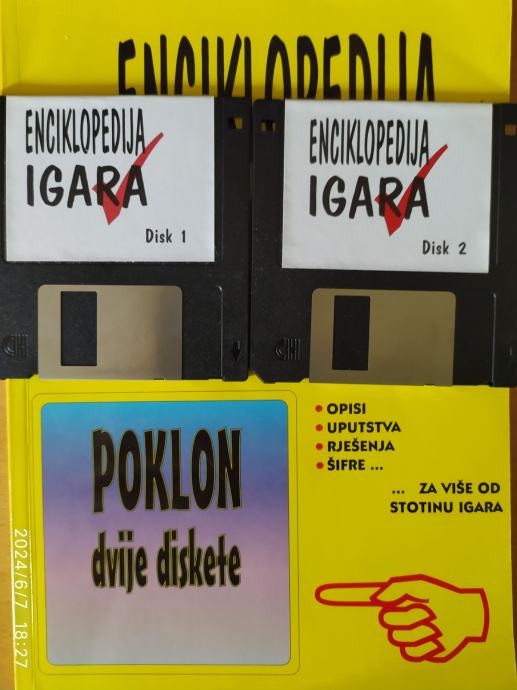 ENCIKLOPEDIJA
ENCIKLOPEDIJA
IGARA
Disk 1
ENCIKLOPEDIJA
IGARA
Disk 2
POKLON
dvije diskete
• OPISI
• UPUTSTVA
• RJEŠENJA
• ŠIFRE ...
... ZA VIŠE OD
STOTINU IGARA
2024/6/7 18:27